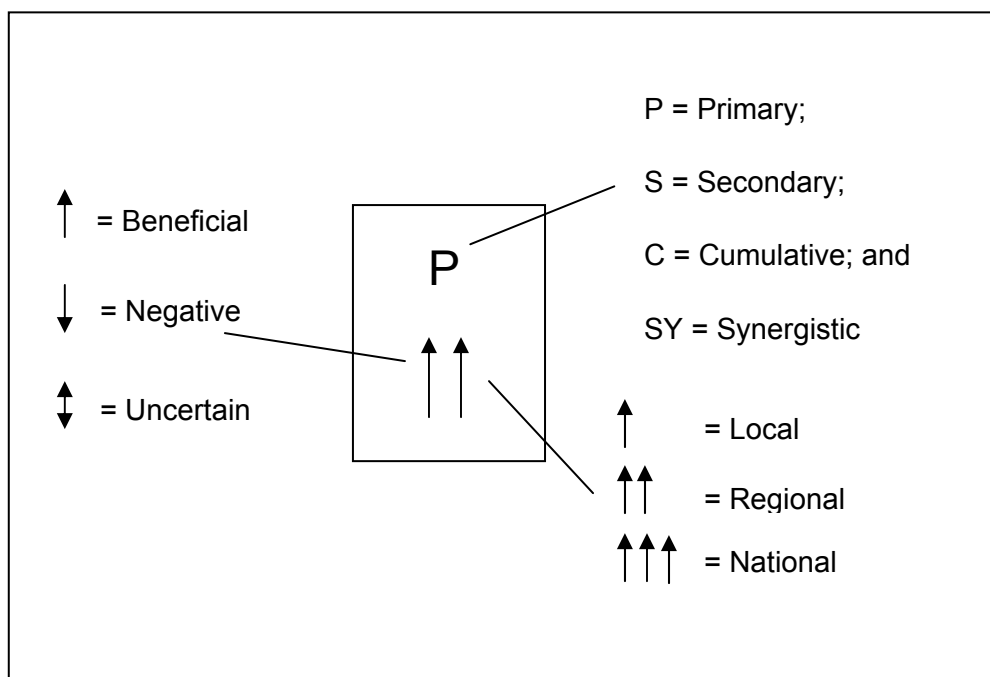 P = Primary;
S = Secondary;
C = Cumulative; and
SY = Synergistic
= Beneficial
= Negative
= Uncertain
P
= Local
= Regional
= National